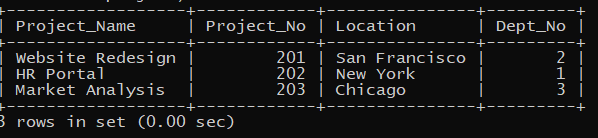 | Project_Name | Project_No | Location | Dept_No |
| Website Redesign | 201 | San Francisco | 2 |
| HR Portal | 202 | New York | 1 |
| Market Analysis | 203 | Chicago | 3 |
3 rows in set (0.00 sec)